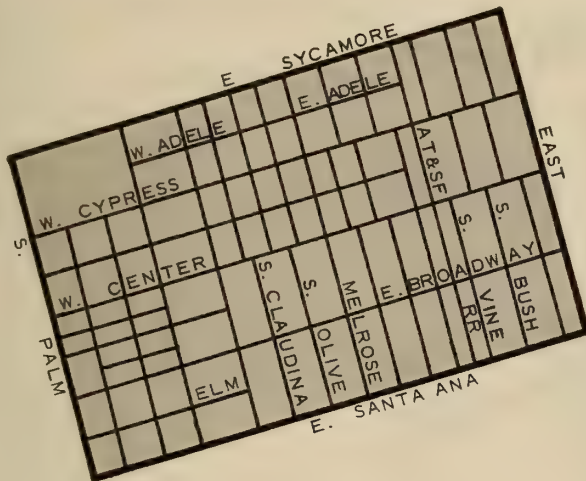 E SYCAMORE
W. ADELE
E. ADELE
EAST
W. CYPRESS
AT&SF
S. PALM
W. CENTER
S. CLAUDINA
S. OLIVE
MELROSE
E. BROADWAY
RR
S. VINE
S. BUSH
ELM
E. SANTA ANA